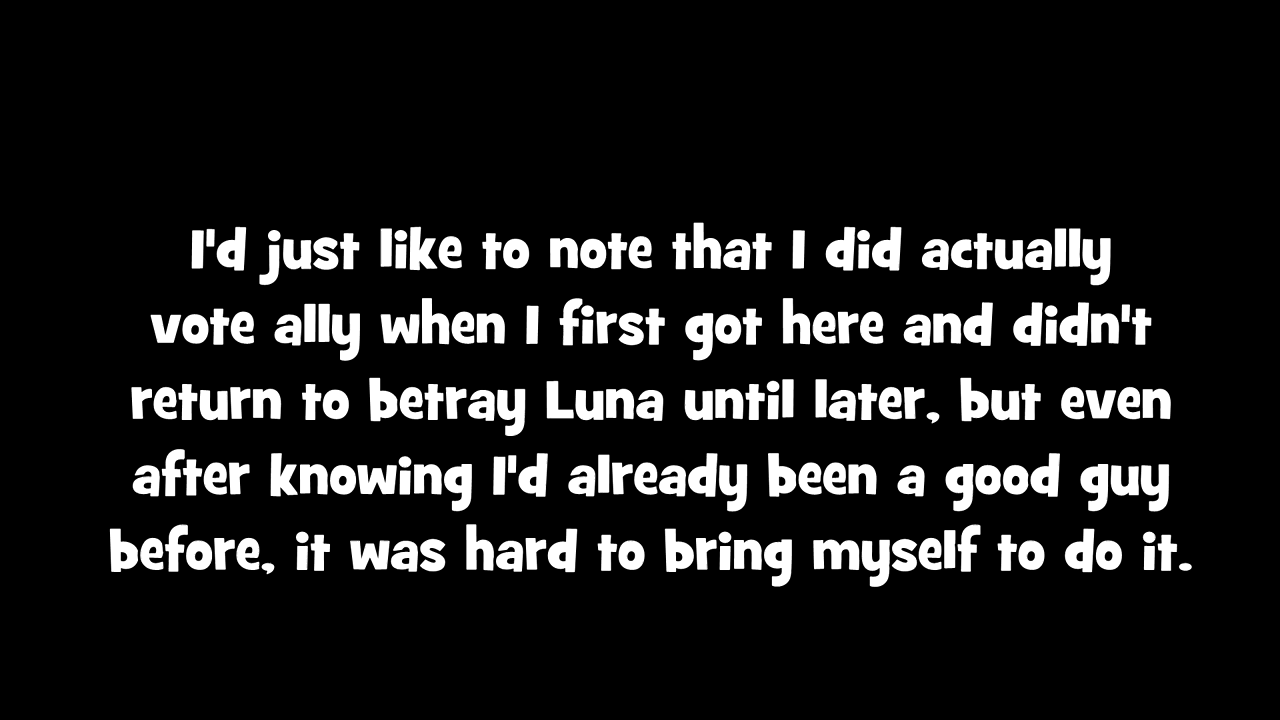 I'd just like to note that I did actually
vote ally when I first got here and didn't
return to betray Luna until later, but even
after knowing I'd already been a good guy
before, it was hard to bring myself to do it.